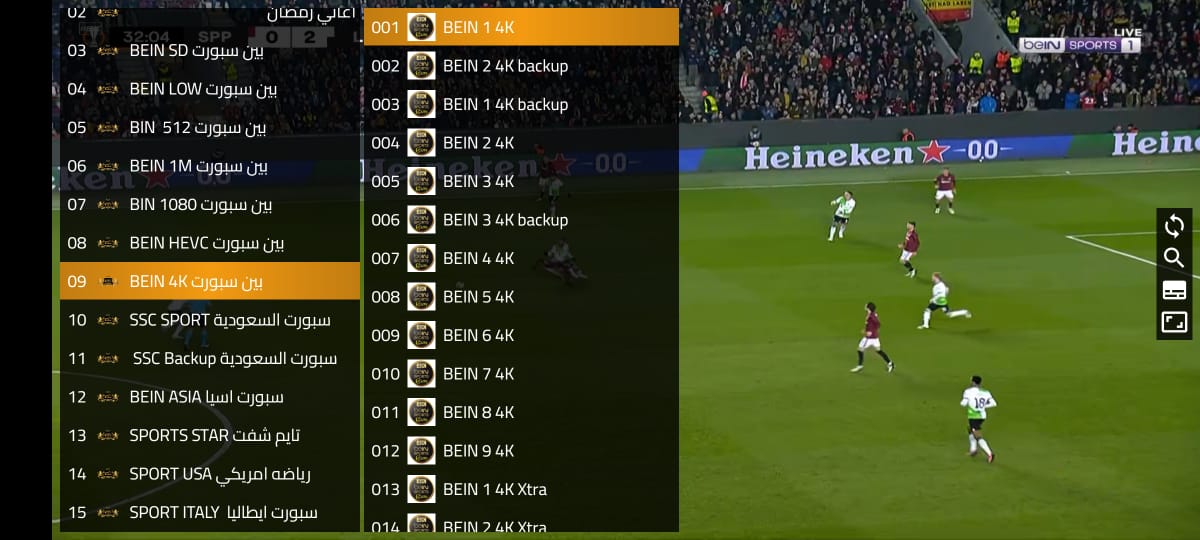 02 اغاني رمضان
03 BEIN SD بين سبورت
04 BEIN LOW بين سبورت
05 BIN 512 بين سبورت
06 BEIN 1M بين سبورت
07 BIN 1080 بين سبورت
08 BEIN HEVC بين سبورت
09 BEIN 4K بين سبورت
10 SSC SPORT سبورت السعودية
11 SSC Backup سبورت السعودية
12 BEIN ASIA سبورت اسيا
13 SPORTS STAR تايم شفت
14 SPORT USA رياضه امريكي
15 SPORT ITALY سبورت ايطاليا
32:04 SPP 0 2
001 BEIN 1 4K
002 BEIN 2 4K backup
003 BEIN 1 4K backup
004 BEIN 2 4K
005 BEIN 3 4K
006 BEIN 3 4K backup
007 BEIN 4 4K
008 BEIN 5 4K
009 BEIN 6 4K
010 BEIN 7 4K
011 BEIN 8 4K
012 BEIN 9 4K
013 BEIN 1 4K Xtra
014 BEIN 2 4K Xtra
LIVE
beIN SPORTS 1
Heineken 0.0
Heineken 0.0
Hein
18